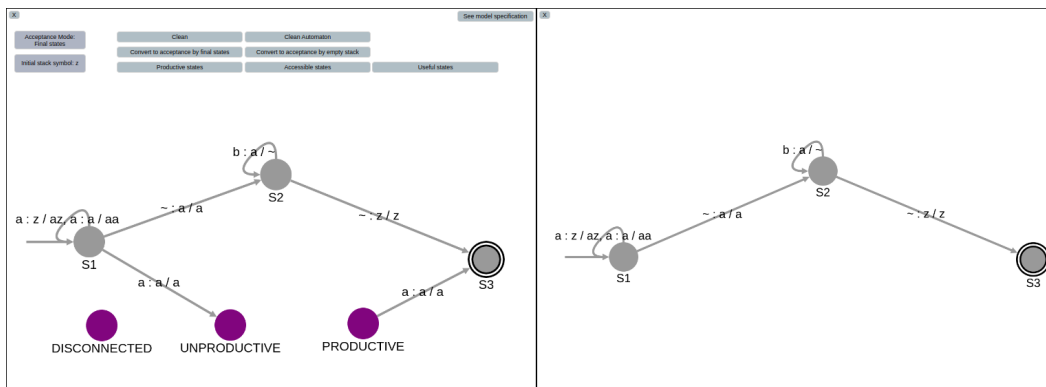 X
See model specification
X
Acceptance Mode:
Final states
Clean
Clean Automaton
Convert to acceptance by final states
Convert to acceptance by empty stack
Initial stack symbol: z
Productive states
Accessible states
Useful states
b : a / ~
S2
a : z / az, a : a / aa
~ : a / a
~ : z / z
S1
a : a / a
a : a / a
S3
DISCONNECTED
UNPRODUCTIVE
PRODUCTIVE
b : a / ~
S2
~ : a / a
~ : z / z
a : z / az, a : a / aa
S1
S3